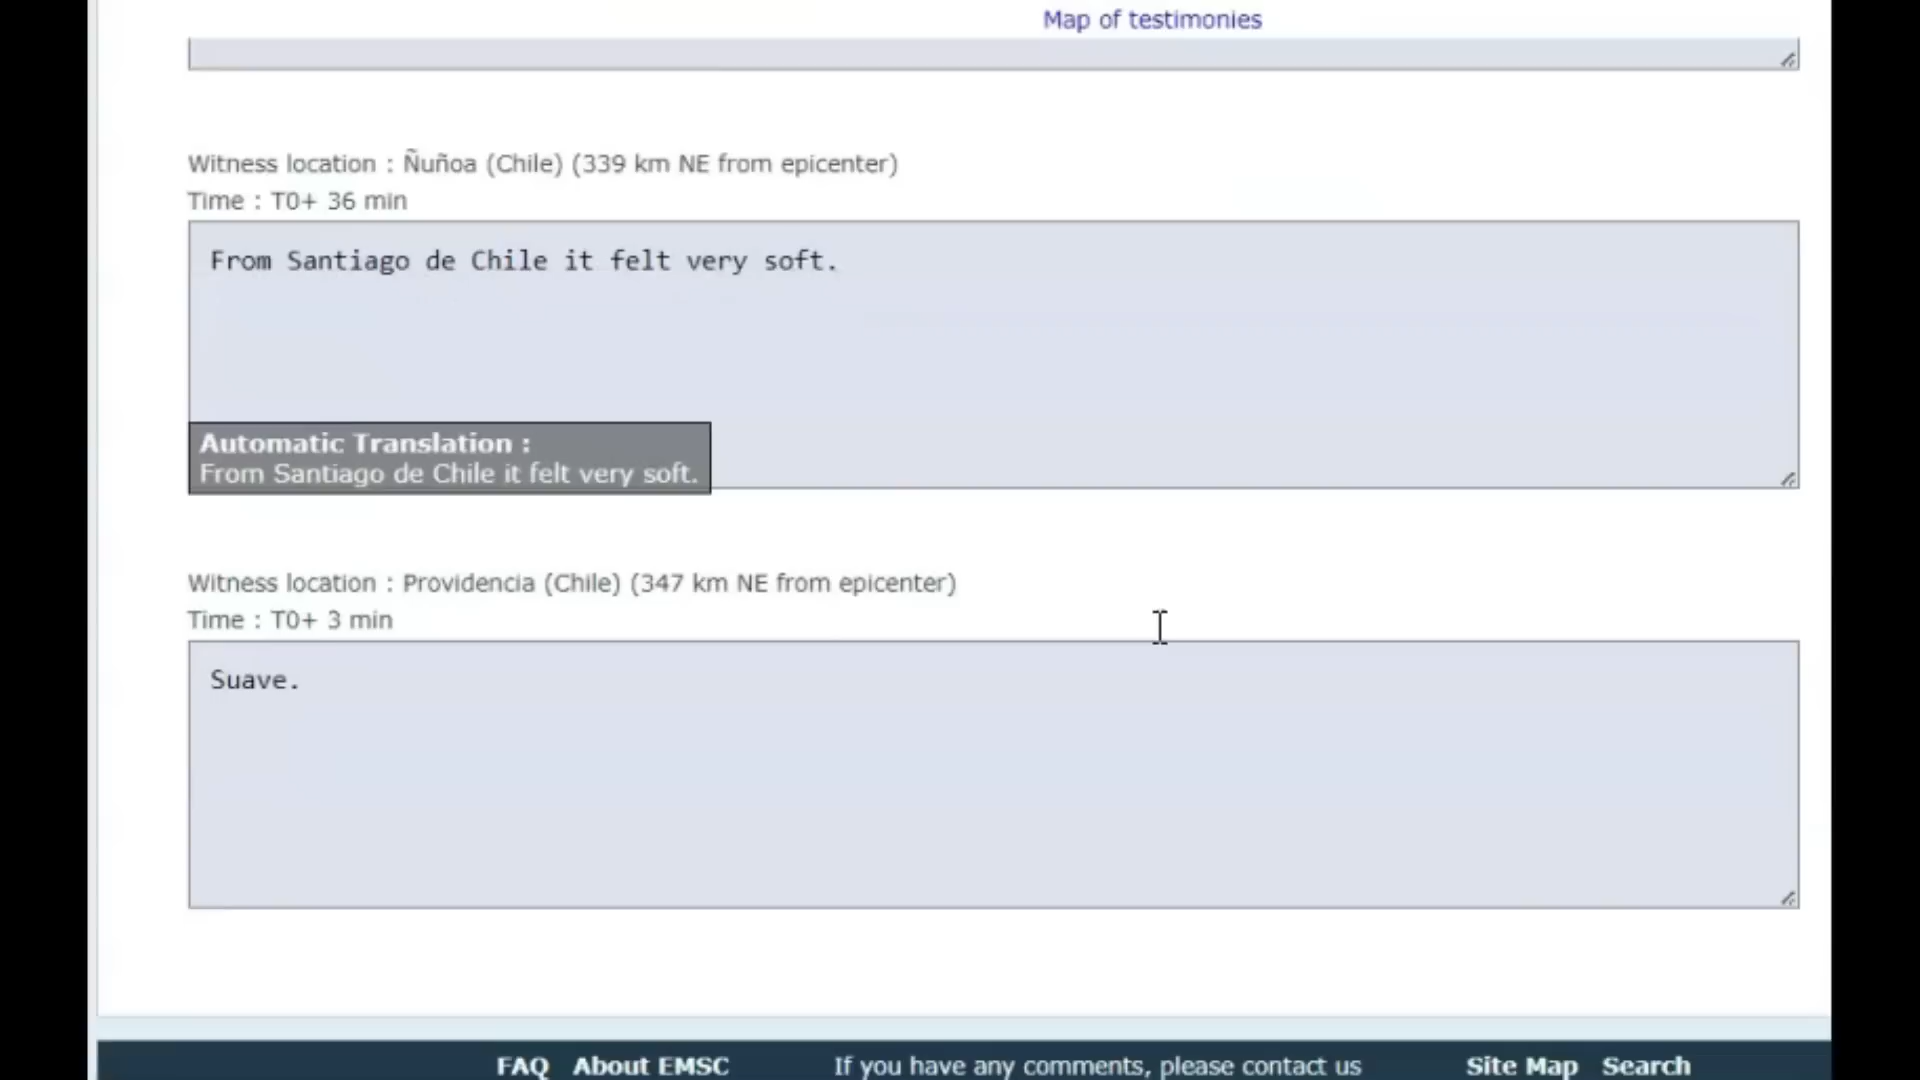 Map of testimonies
Witness location : Ñuñoa (Chile) (339 km NE from epicenter)
Time : T0+ 36 min
From Santiago de Chile it felt very soft.
Automatic Translation :
From Santiago de Chile it felt very soft.
Witness location : Providencia (Chile) (347 km NE from epicenter)
Time : T0+ 3 min
Suave.
FAQ About EMSC If you have any comments, please contact us Site Map Search